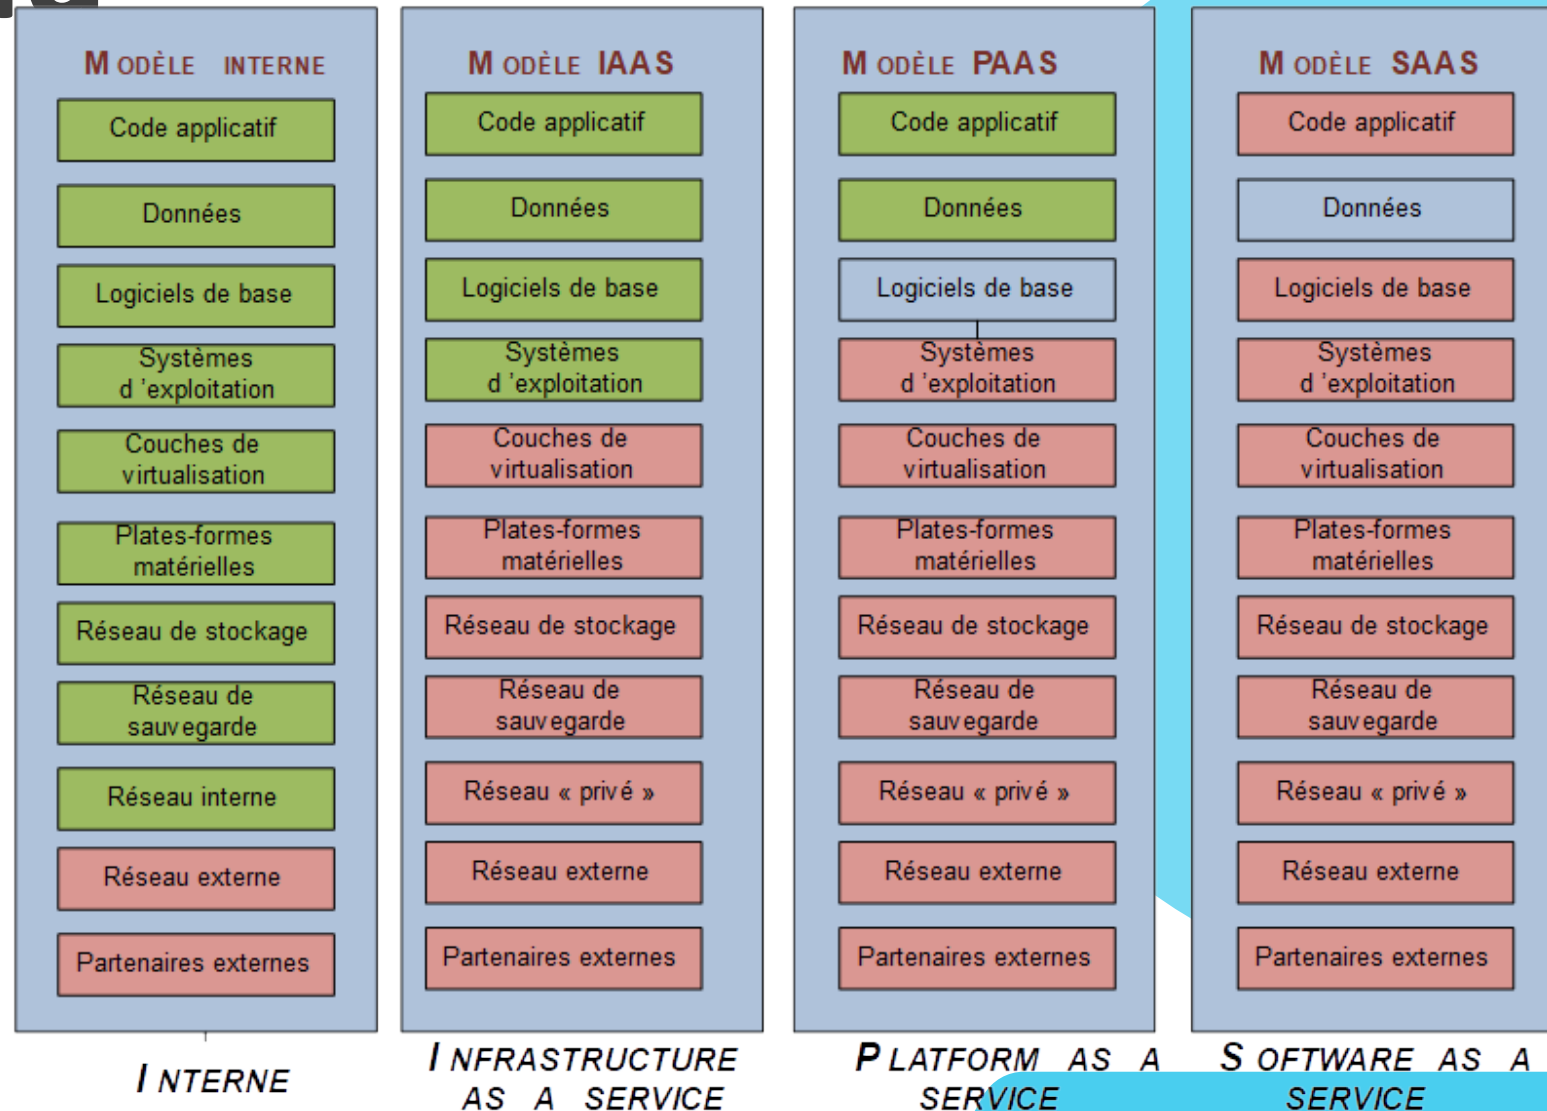 MODÈLE INTERNE
Code applicatif
Données
Logiciels de base
Systèmes
d 'exploitation
Couches de
virtualisation
Plates-formes
matérielles
Réseau de stockage
Réseau de
sauvegarde
Réseau interne
Réseau externe
Partenaires externes
INTERNE
MODÈLE IAAS
Code applicatif
Données
Logiciels de base
Systèmes
d 'exploitation
Couches de
virtualisation
Plates-formes
matérielles
Réseau de stockage
Réseau de
sauvegarde
Réseau « privé »
Réseau externe
Partenaires externes
INFRASTRUCTURE
AS A SERVICE
MODÈLE PAAS
Code applicatif
Données
Logiciels de base
Systèmes
d 'exploitation
Couches de
virtualisation
Plates-formes
matérielles
Réseau de stockage
Réseau de
sauvegarde
Réseau « privé »
Réseau externe
Partenaires externes
PLATFORM AS A
SERVICE
MODÈLE SAAS
Code applicatif
Données
Logiciels de base
Systèmes
d 'exploitation
Couches de
virtualisation
Plates-formes
matérielles
Réseau de stockage
Réseau de
sauvegarde
Réseau « privé »
Réseau externe
Partenaires externes
SOFTWARE AS A
SERVICE